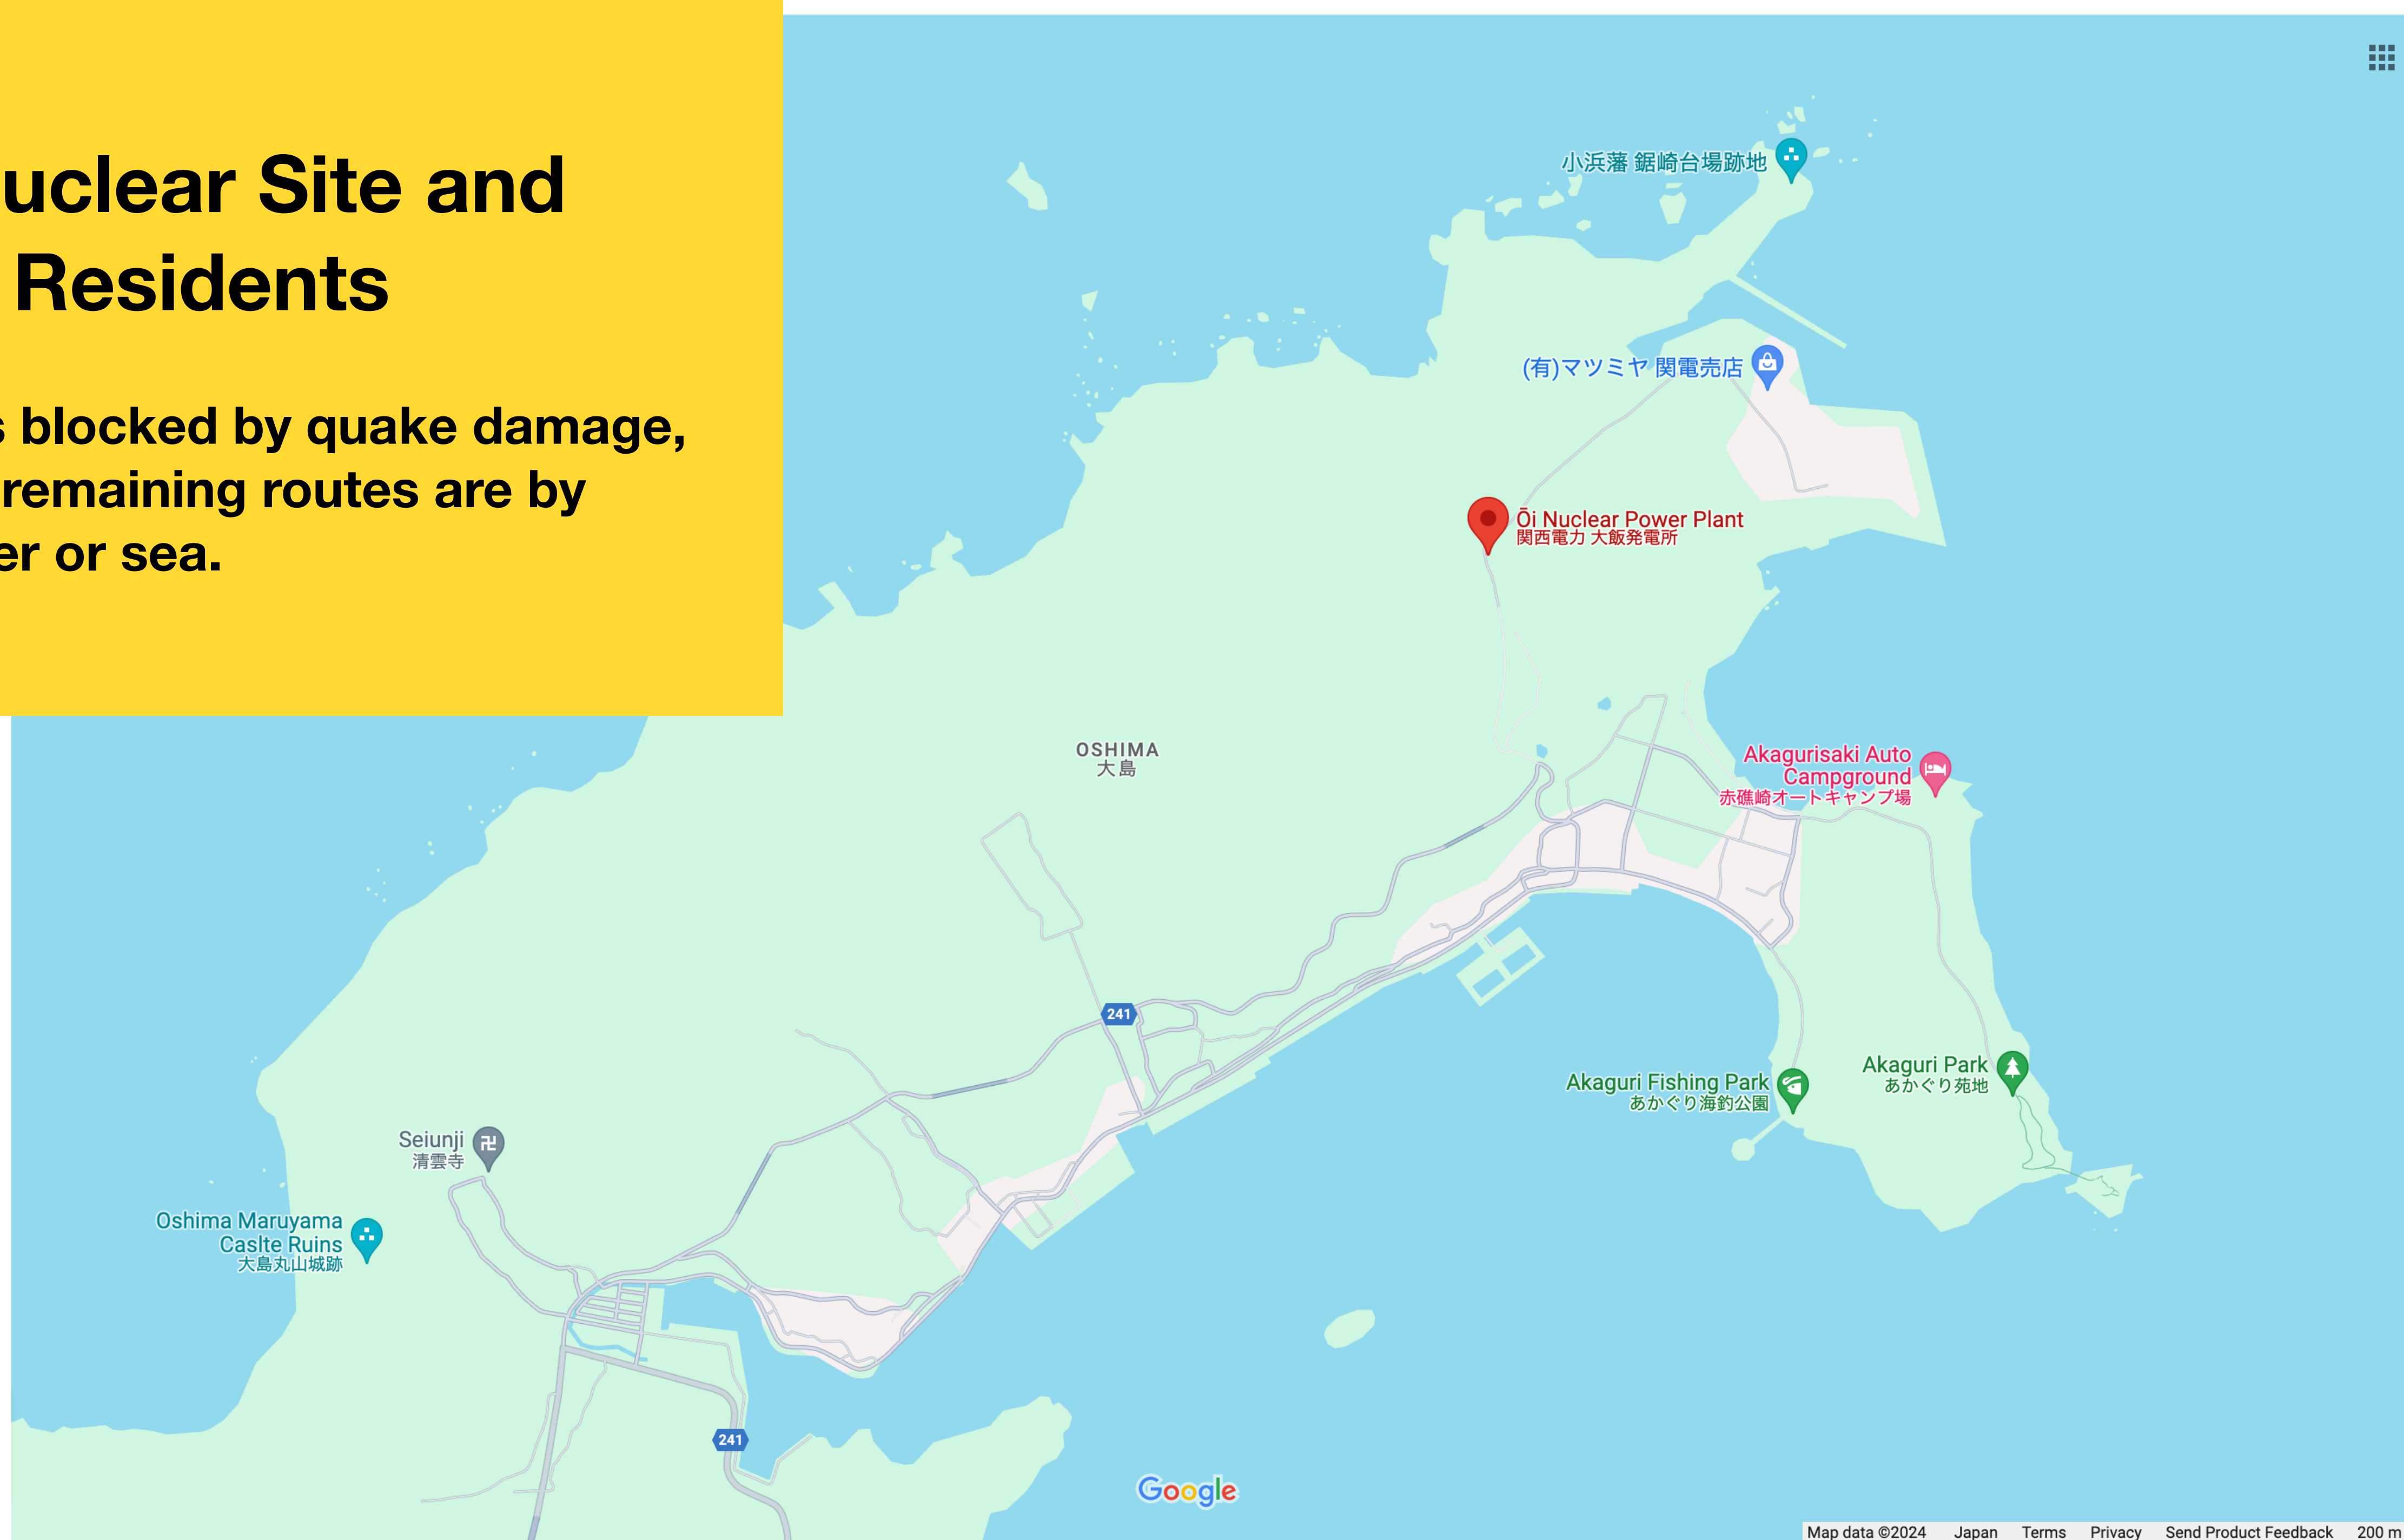 uclear Site and
Residents
s blocked by quake damage,
remaining routes are by
er or sea.
小浜藩 鋸崎台場跡地
(有)マツミヤ 関電売店
Ōi Nuclear Power Plant
関西電力 大飯発電所
OSHIMA
大島
Akagurisaki Auto
Campground
赤礁崎オートキャンプ場
241
Akaguri Fishing Park
あかぐり海釣公園
Akaguri Park
あかぐり苑地
Seiunji
清雲寺
Oshima Maruyama
Caslte Ruins
大島丸山城跡
241
Google
Map data ©2024 Japan Terms Privacy Send Product Feedback 200 m